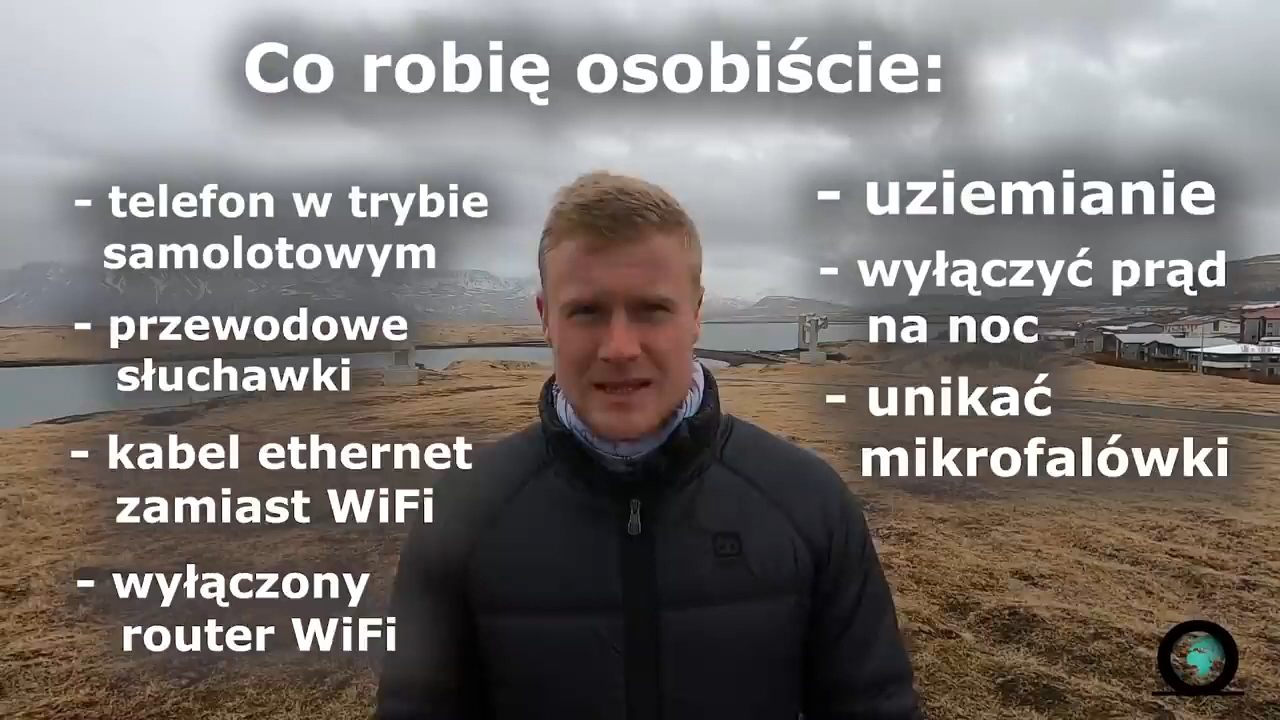 Co robię osobiście:
- telefon w trybie
samolotowym
- przewodowe
słuchawki
- kabel ethernet
zamiast WiFi
- wyłączony
router WiFi
- uziemianie
- wyłączyć prąd
na noc
- unikać
mikrofalówki